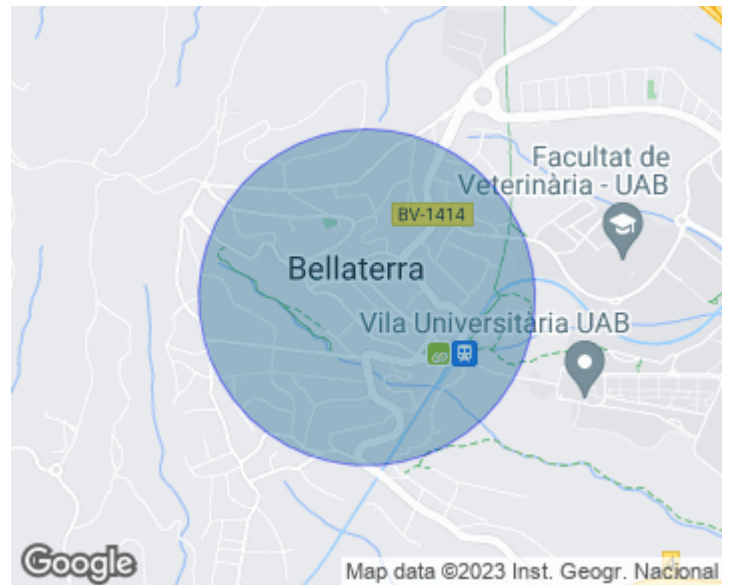 Facultat de
Veterinària - UAB
BV-1414
Bellaterra
Vila Universitària UAB
Google
Map data ©2023 Inst. Geogr. Nacional